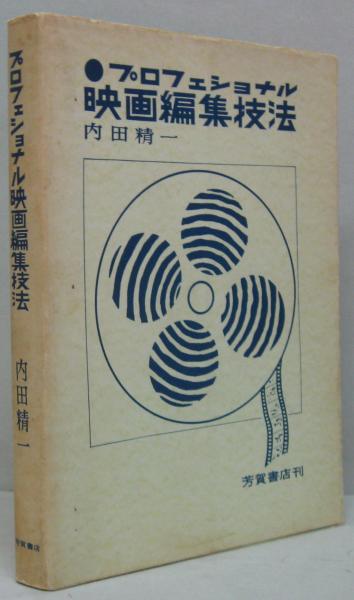 ●プロフェショナル
映画編集技法
内田精一
芳賀書店刊
プロフェショナル映画編集技法
内田精一
芳賀書店